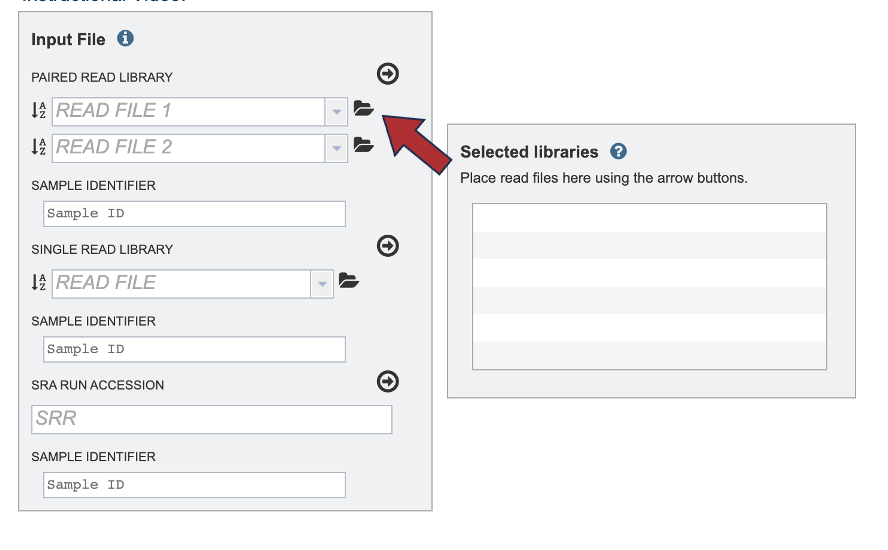 Instructional Video.
Input File
PAIRED READ LIBRARY
READ FILE 1
READ FILE 2
SAMPLE IDENTIFIER
Sample ID
SINGLE READ LIBRARY
READ FILE
SAMPLE IDENTIFIER
Sample ID
SRA RUN ACCESSION
SRR
SAMPLE IDENTIFIER
Sample ID
Selected libraries
Place read files here using the arrow buttons.